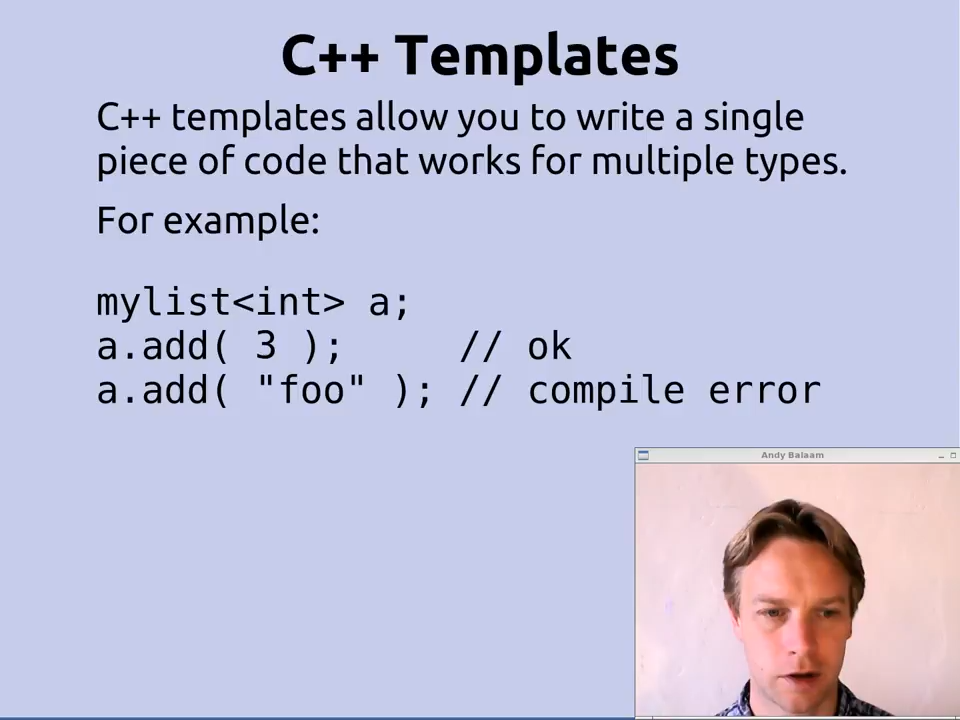 C++ Templates
C++ templates allow you to write a single
piece of code that works for multiple types.
For example:
mylist<int> a;
a.add( 3 );     // ok
a.add( "foo" ); // compile error
Andy Balaam